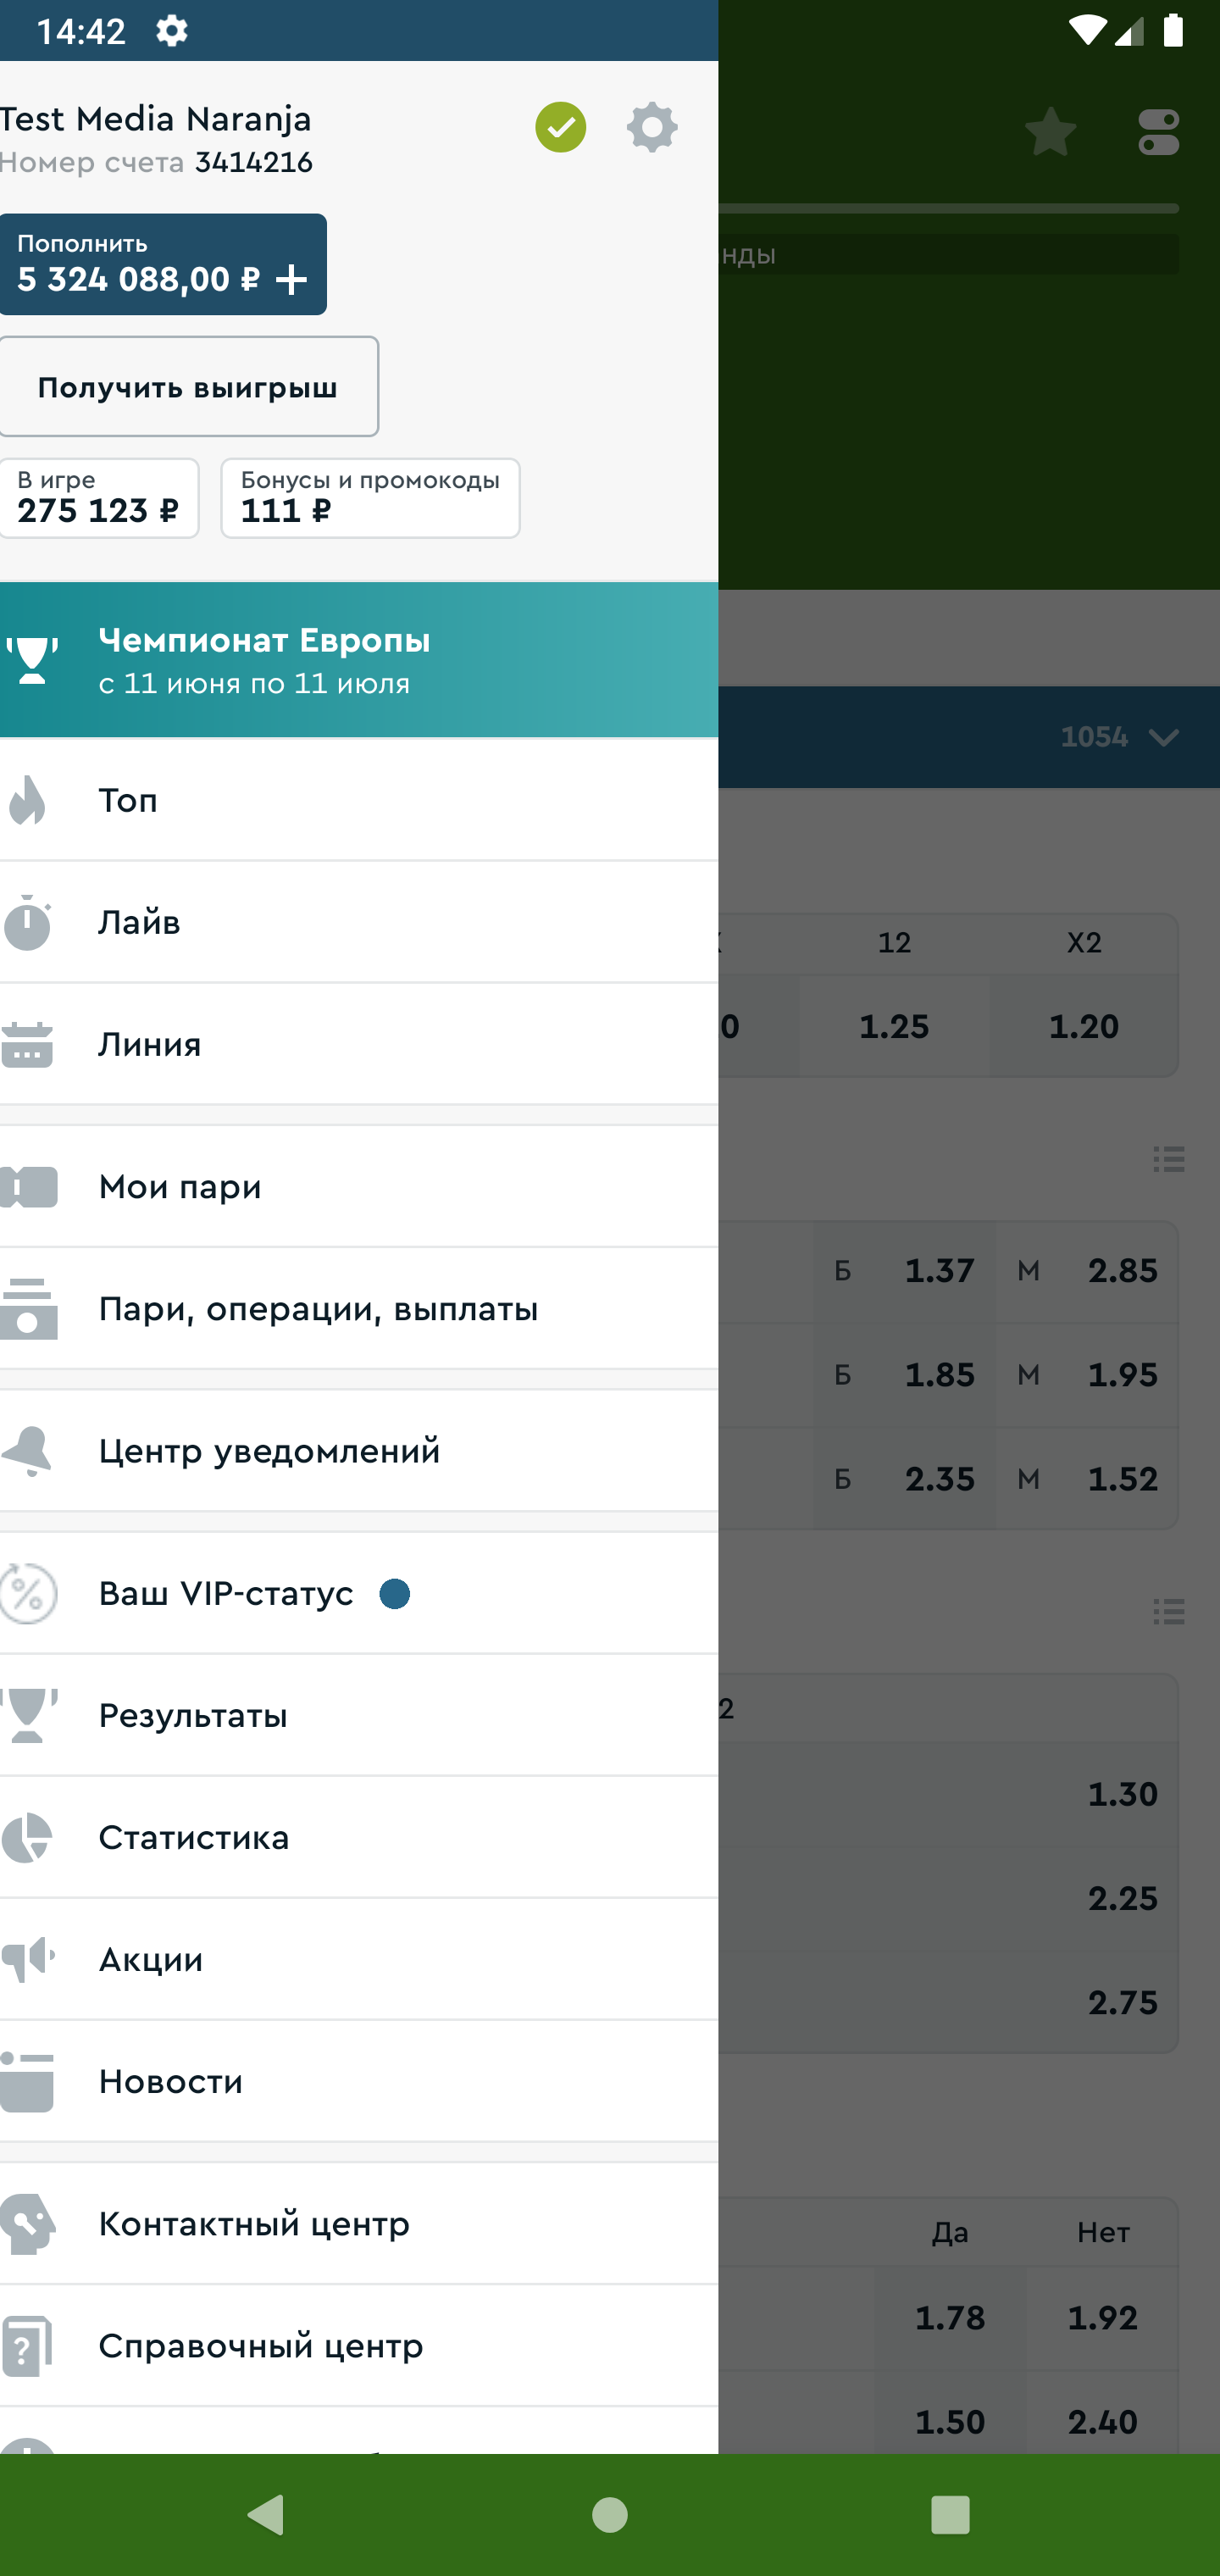 14:42
Test Media Naranja
Номер счета 3414216
Пополнить
5 324 088,00 ₽
нды
Получить выигрыш
В игре
275 123 ₽
Бонусы и промокоды
111 ₽
Чемпионат Европы
с 11 июня по 11 июля
1054
Топ
Лайв
12 X2
0 1.25 1.20
Линия
Мои пари
Б 1.37 М 2.85
Пари, операции, выплаты
Б 1.85 М 1.95
Центр уведомлений
Б 2.35 М 1.52
Ваш VIP-статус
Результаты
2
1.30
Статистика
2.25
Акции
2.75
Новости
Контактный центр
Да Нет
1.78 1.92
Справочный центр
1.50 2.40